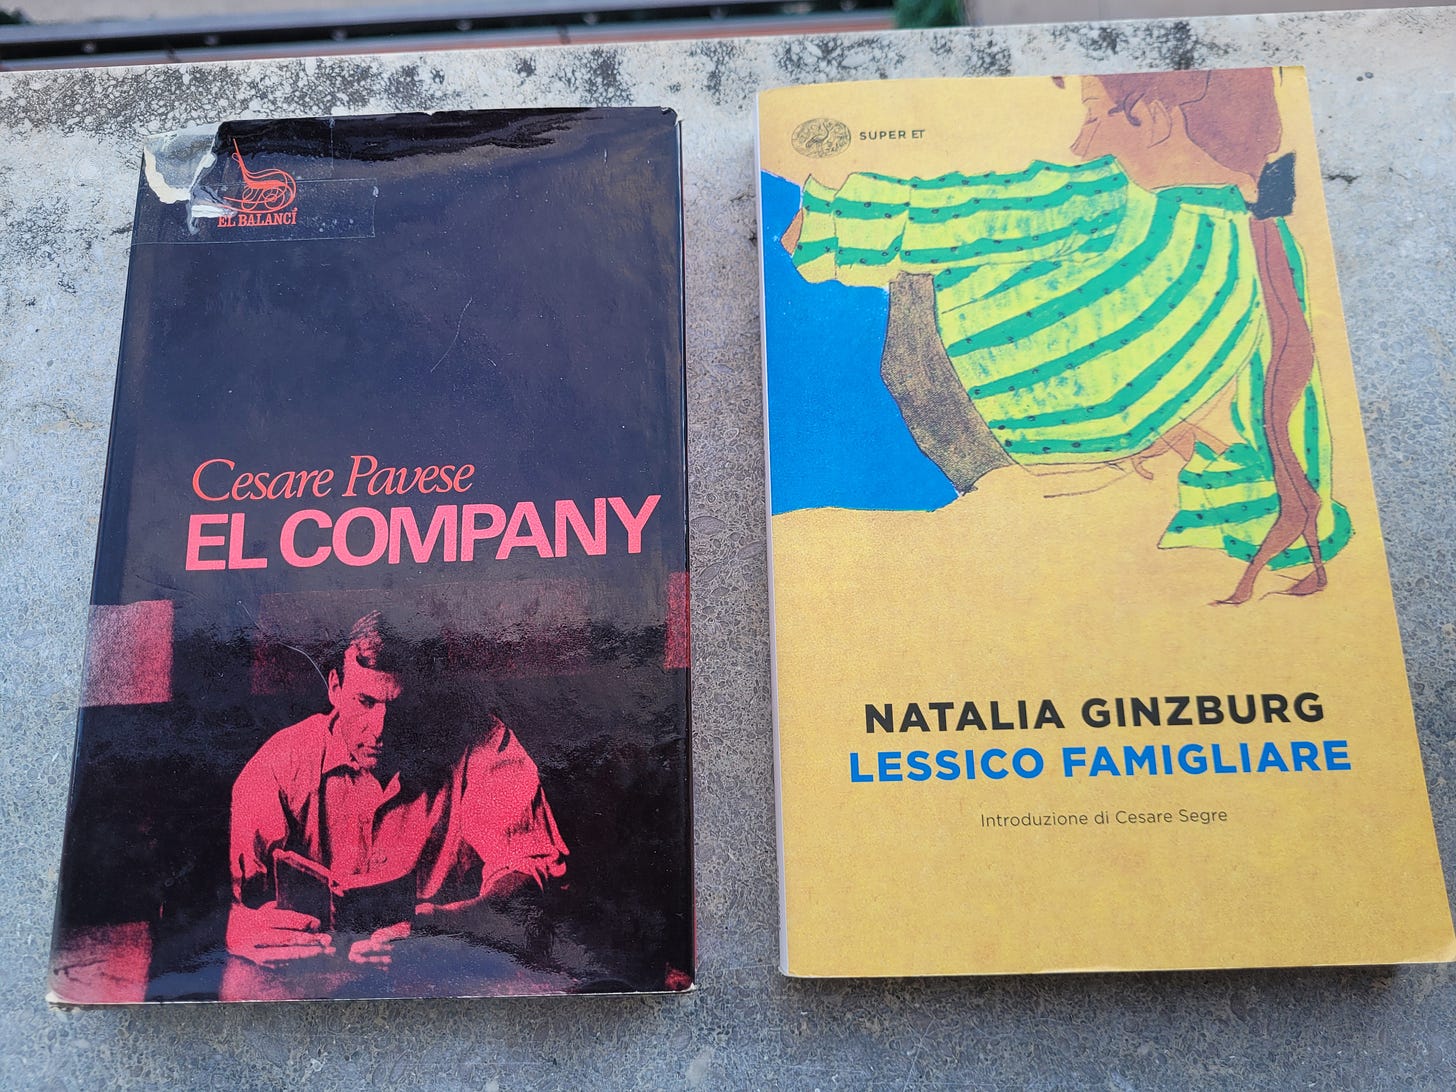 EL BALANCÍ
Cesare Pavese
EL COMPANY
SUPER ET
NATALIA GINZBURG
LESSICO FAMIGLIARE
Introduzione di Cesare Segre